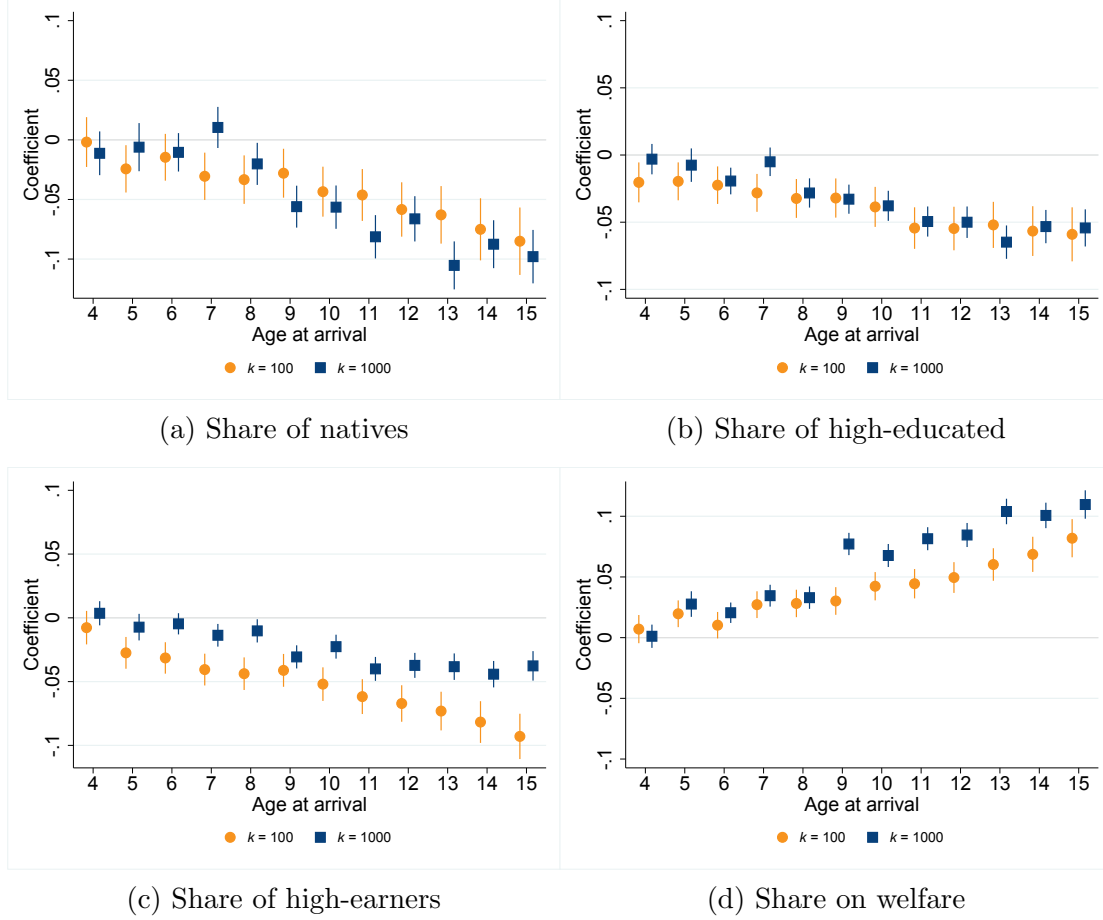 .1
.05
0
-.05
-.1
Coefficient
4 5 6 7 8 9 10 11 12 13 14 15
Age at arrival
k = 100 k = 1000
(a) Share of natives
.1
.05
0
-.05
-.1
Coefficient
4 5 6 7 8 9 10 11 12 13 14 15
Age at arrival
k = 100 k = 1000
(b) Share of high-educated
.1
.05
0
-.05
-.1
Coefficient
4 5 6 7 8 9 10 11 12 13 14 15
Age at arrival
k = 100 k = 1000
(c) Share of high-earners
.1
.05
0
-.05
-.1
Coefficient
4 5 6 7 8 9 10 11 12 13 14 15
Age at arrival
k = 100 k = 1000
(d) Share on welfare